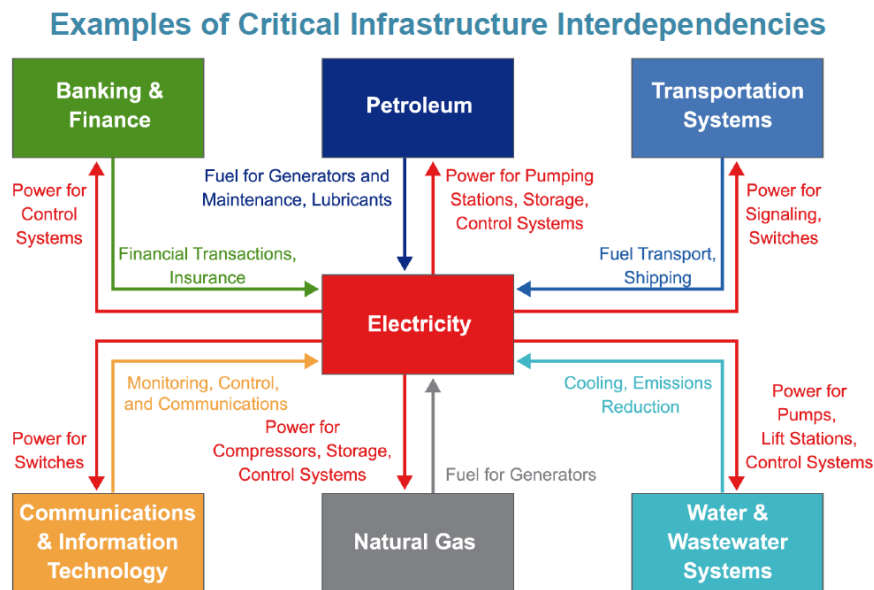 Examples of Critical Infrastructure Interdependencies
Banking &
Finance
Petroleum
Transportation
Systems
Power for
Control
Systems
Fuel for Generators and
Maintenance, Lubricants
Power for Pumping
Stations, Storage,
Control Systems
Power for
Signaling,
Switches
Financial Transactions,
Insurance
Fuel Transport,
Shipping
Electricity
Monitoring, Control,
and Communications
Cooling, Emissions
Reduction
Power for
Switches
Power for
Compressors, Storage,
Control Systems
Fuel for Generators
Power for
Pumps,
Lift Stations,
Control Systems
Communications
& Information
Technology
Natural Gas
Water &
Wastewater
Systems